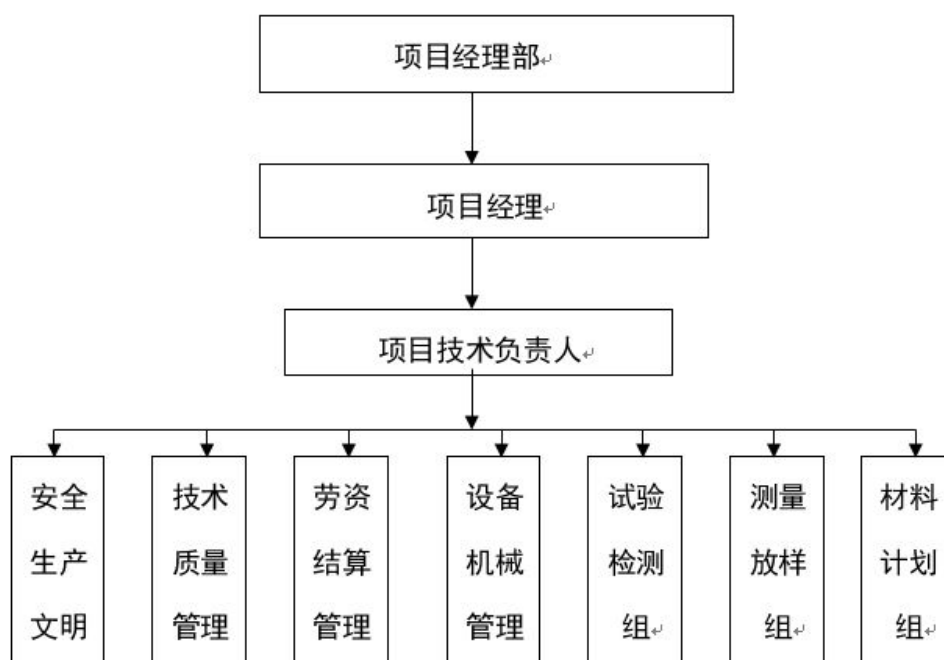 项目经理部
项目经理
项目技术负责人
安全
生产
文明
技术
质量
管理
劳资
结算
管理
设备
机械
管理
试验
检测
组
测量
放样
组
材料
计划
组